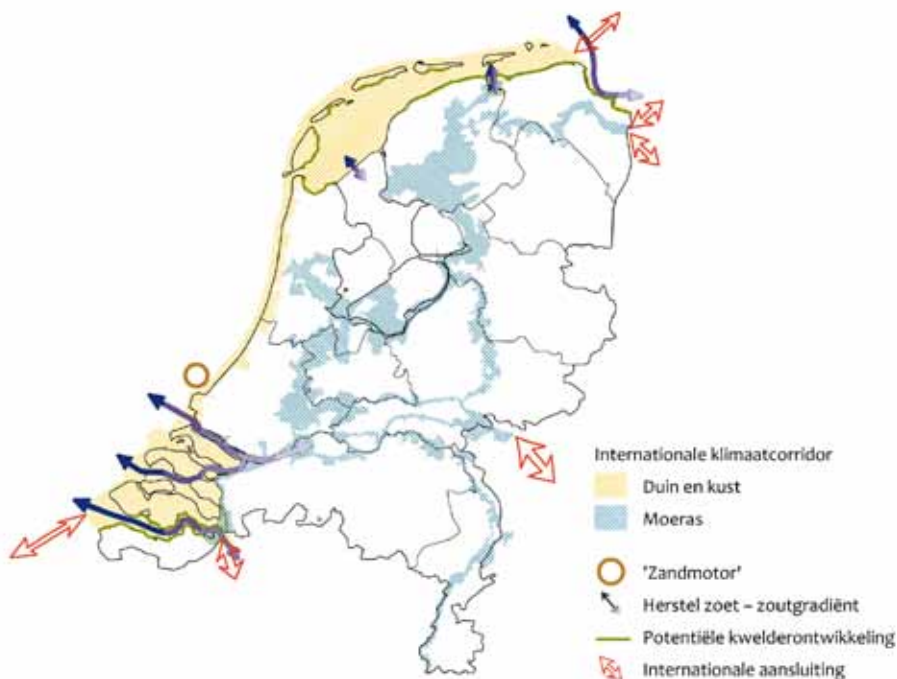 Internationale klimaatcorridor
Duin en kust
Moeras
'Zandmotor'
Herstel zoet – zoutgradiënt
Potentiële kwelderontwikkeling
Internationale aansluiting